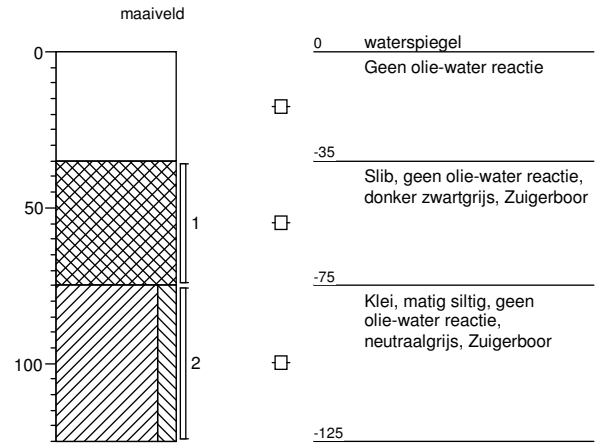 maaiveld
0
50
100
1
2
0 waterspiegel
Geen olie-water reactie
-35
Slib, geen olie-water reactie,
donker zwartgrijs, Zuigerboor
-75
Klei, matig siltig, geen
olie-water reactie,
neutraalgrijs, Zuigerboor
-125